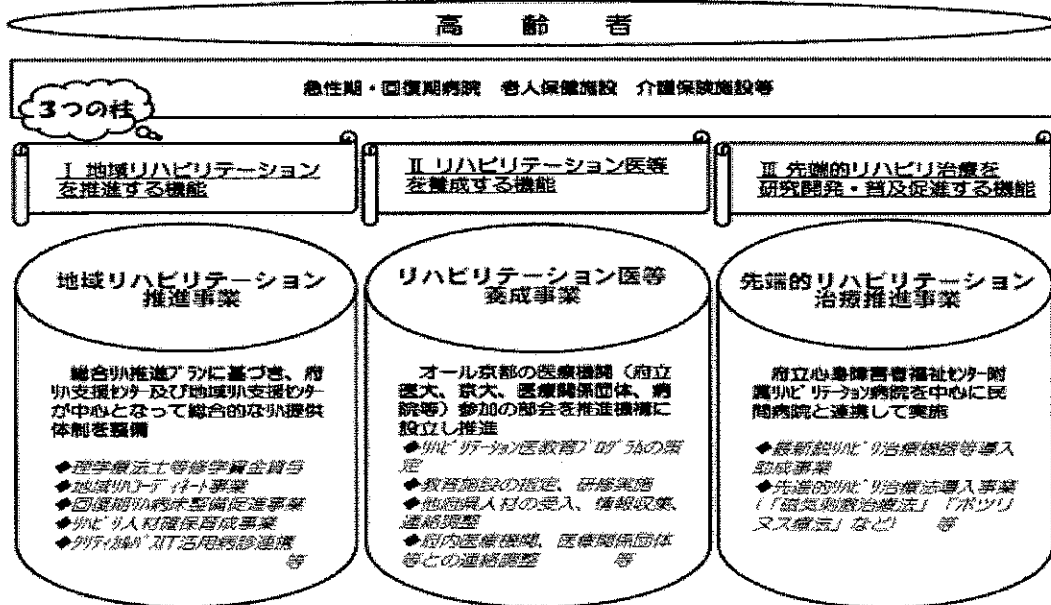 高 齢 者
急性期・回復期病院 老人保健施設 介護保険施設等
3つの柱
Ⅰ 地域リハビリテーション
を推進する機能
Ⅱ リハビリテーション医等
を養成する機能
Ⅲ 先端的リハビリ治療を
研究開発・普及促進する機能
地域リハビリテーション
推進事業
総合ﾘﾊ推進ﾌﾟﾗﾝに基づき、府
ﾘﾊ支援ｾﾝﾀｰ及び地域ﾘﾊ支援ｾﾝﾀｰ
が中心となって総合的なﾘﾊ提供
体制を整備
◆理学療法士等修学資金貸与
◆地域ﾘﾊｺｰﾃﾞｨﾈｰﾄ事業
◆回復期ﾘﾊ病床整備促進事業
◆ﾘﾊﾋﾞﾘ人材確保育成事業
◆ｸﾘﾃｨｶﾙﾊﾟｽIT活用病診連携
等
リハビリテーション医等
養成事業
オール京都の医療機関（府立
医大、京大、医療関係団体、病
院等）参加の部会を推進機構に
設立し推進
◆ﾘﾊﾋﾞﾘﾃｰｼｮﾝ医教育ﾌﾟﾛｸﾞﾗﾑの策
定
◆教育施設の指定、研修実施
◆他府県人材の受入、情報収集、
連絡調整
◆府内医療機関、医療関係団体
等との連絡調整 等
先端的リハビリテーション
治療推進事業
府立心身障害者福祉ｾﾝﾀｰ附
属ﾘﾊﾋﾞﾘﾃｰｼｮﾝ病院を中心に民
間病院と連携して実施
◆最新鋭ﾘﾊﾋﾞﾘ治療機器等導入
助成事業
◆先進的ﾘﾊﾋﾞﾘ治療法導入事業
（「磁気刺激治療法」「ボツリ
ヌス療法」など） 等